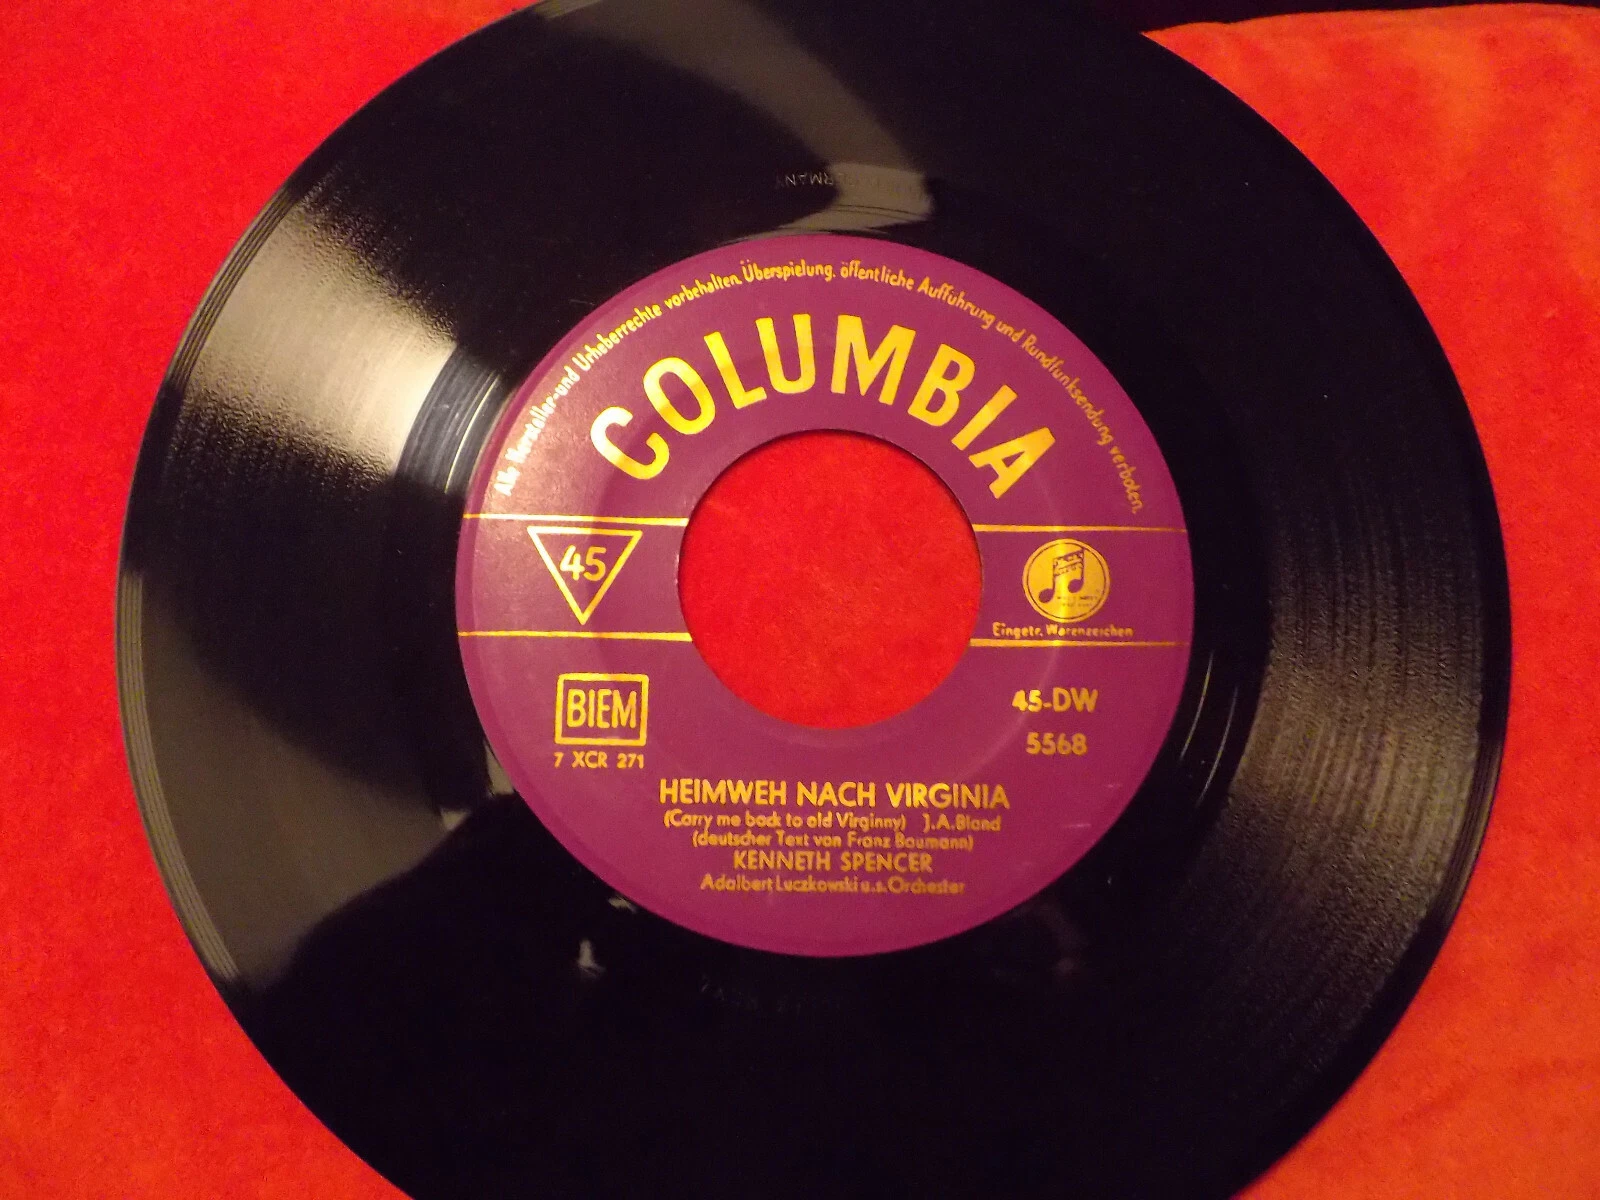 Alle Hersteller-und Urheberrechte vorbehalten. Überspielung, öffentliche Aufführung und Rundfunksendung verboten.
COLUMBIA
45
Eingetr. Warenzeichen
BIEM
7 XCR 271
45-DW
5568
HEIMWEH NACH VIRGINIA
(Carry me back to old Virginny) J.A.Bland
(deutscher Text von Franz Baumann)
KENNETH SPENCER
Adalbert Luczkowski u.s. Orchester